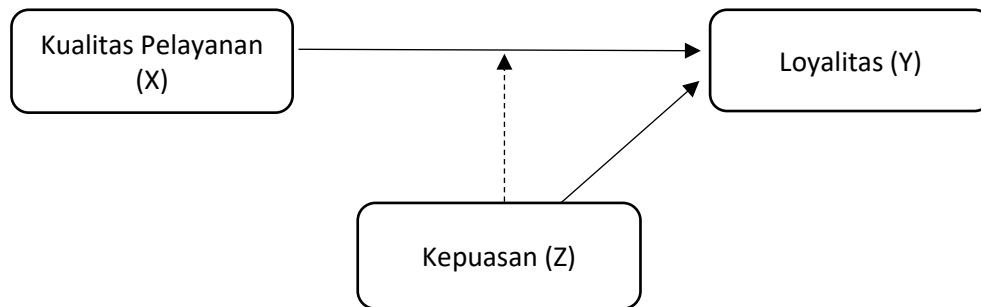 Kualitas Pelayanan
(X)
Loyalitas (Y)
Kepuasan (Z)